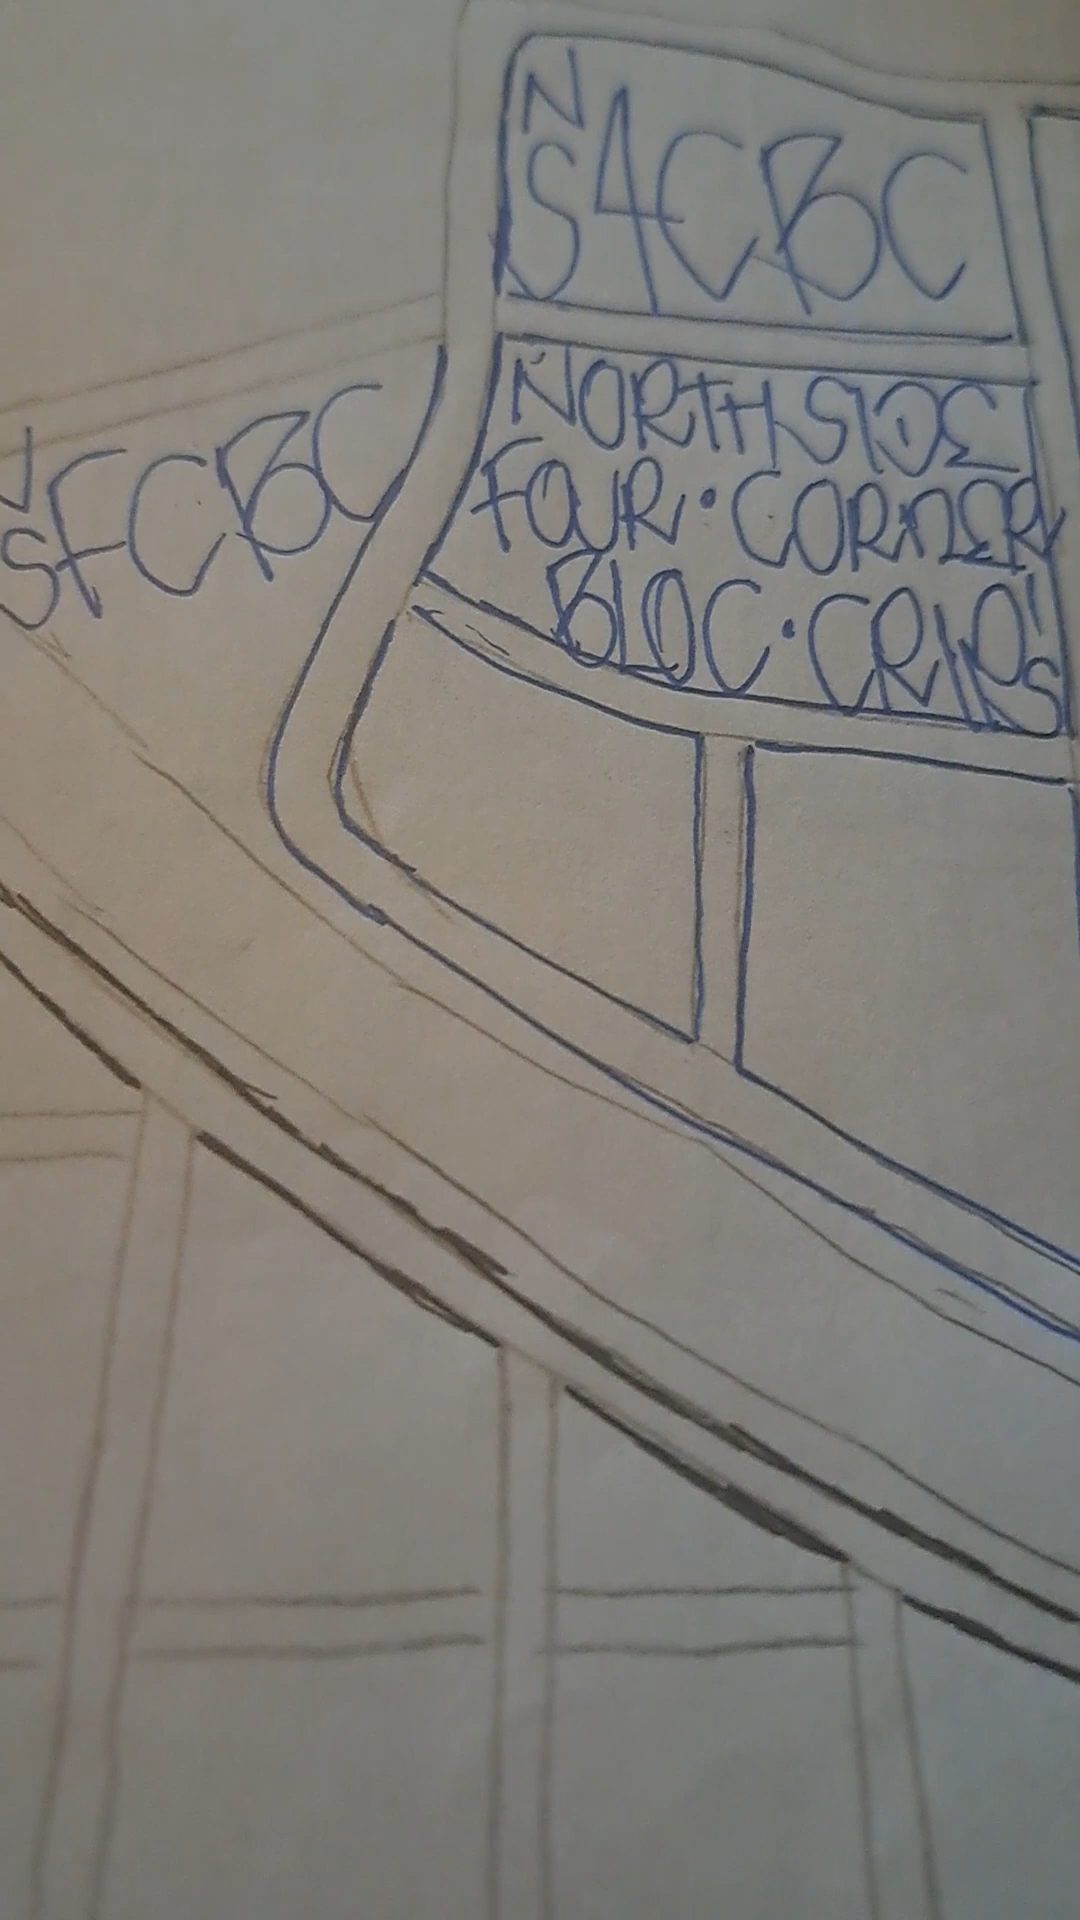 N
S4CBC
NORTH SIDE
FOUR · CORNER
BLOC · CRIP'S
N
SFCBC